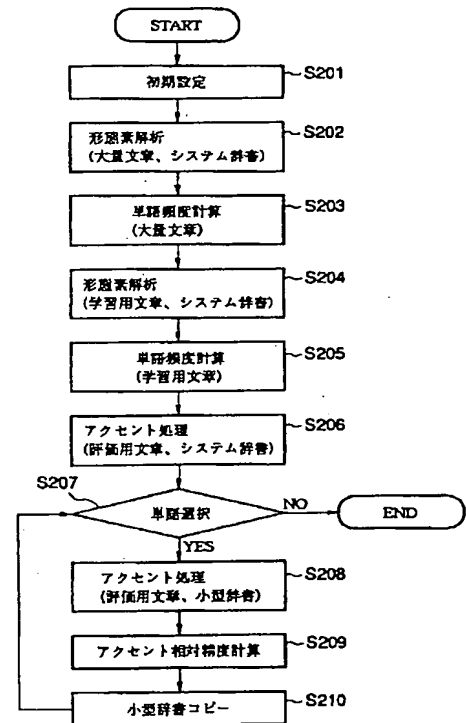 START
初期設定
S201
形態素解析
(大量文章、システム辞書)
S202
単語頻度計算
(大量文章)
S203
形態素解析
(学習用文章、システム辞書)
S204
単語頻度計算
(学習用文章)
S205
アクセント処理
(評価用文章、システム辞書)
S206
S207
単語選択
NO
END
YES
アクセント処理
(評価用文章、小型辞書)
S208
アクセント相対精度計算
S209
小型辞書コピー
S210